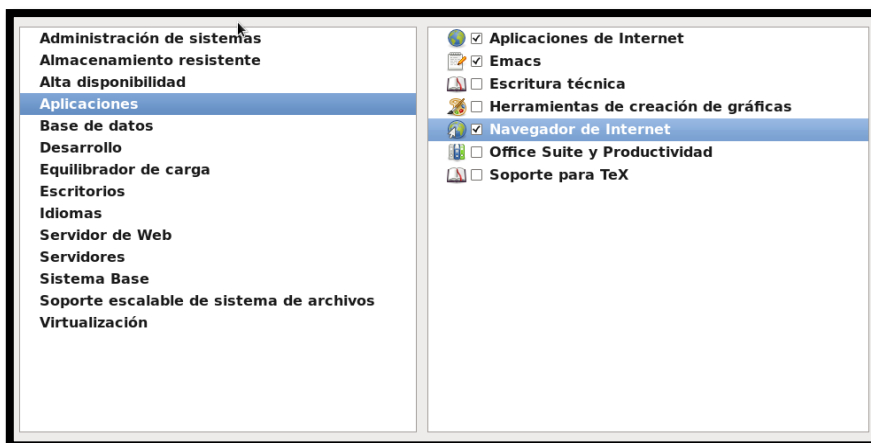 Administración de sistemas
Almacenamiento resistente
Alta disponibilidad
Aplicaciones
Base de datos
Desarrollo
Equilibrador de carga
Escritorios
Idiomas
Servidor de Web
Servidores
Sistema Base
Soporte escalable de sistema de archivos
Virtualización
Aplicaciones de Internet
Emacs
Escritura técnica
Herramientas de creación de gráficas
Navegador de Internet
Office Suite y Productividad
Soporte para TeX